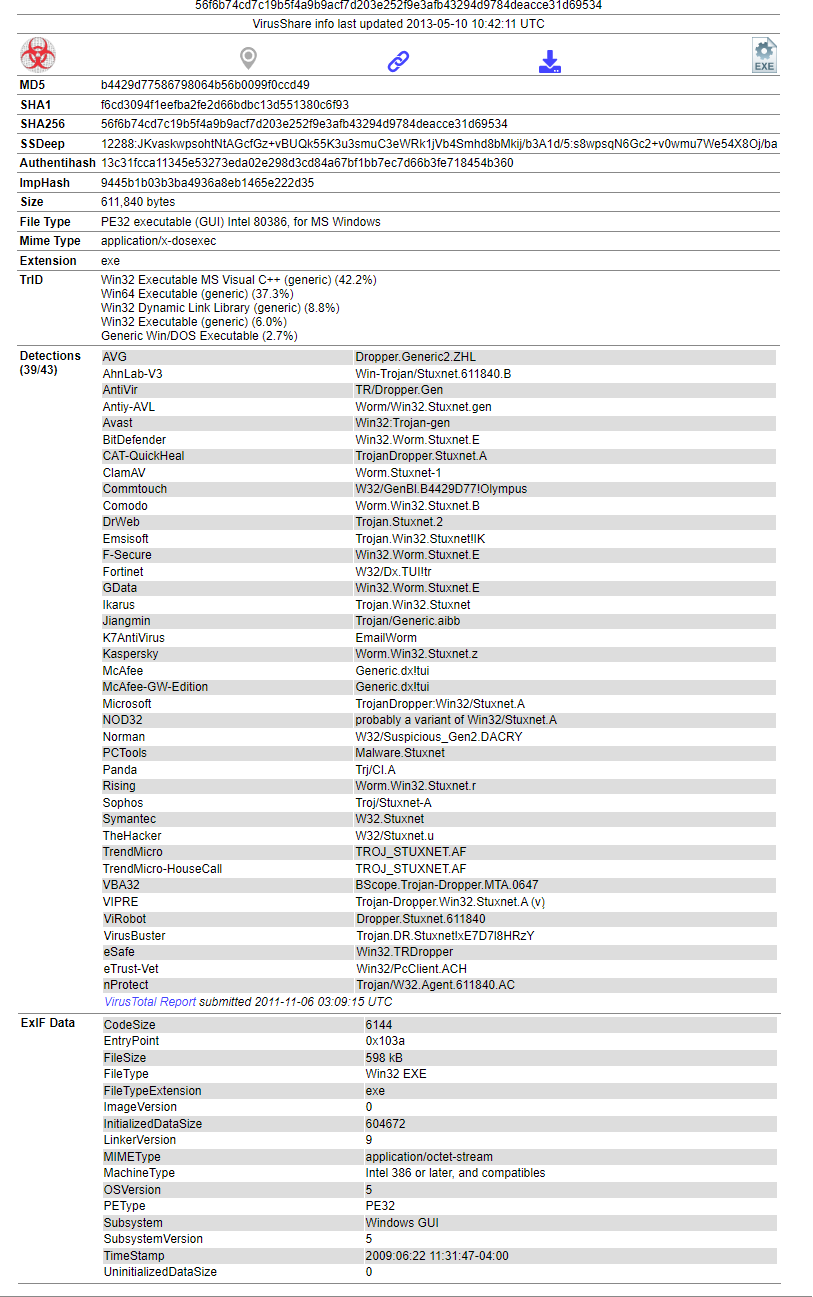 56f6b74cd7c19b5f4a9b9acf7d203e252f9e3afb43294d9784deacce31d69534
VirusShare info last updated 2013-05-10 10:42:11 UTC
EXE
MD5 b4429d77586798064b56b0099f0ccd49
SHA1 f6cd3094f1eefba2fe2d66bdbc13d551380c6f93
SHA256 56f6b74cd7c19b5f4a9b9acf7d203e252f9e3afb43294d9784deacce31d69534
SSDeep 12288:JKvaskwpsohtNtAGcfGz+vBUQk55K3u3smuC3eWRk1jVb4Smhd8bMkij/b3A1d/5:s8wpsqN6Gc2+v0wmu7We54X8Oj/ba
Authentihash 13c31fcca11345e53273eda02e298d3cd84a67bf1bb7ec7d66b3fe718454b360
ImpHash 9445b1b03b3ba4936a8eb1465e222d35
Size 611,840 bytes
File Type PE32 executable (GUI) Intel 80386, for MS Windows
Mime Type application/x-dosexec
Extension exe
TrID Win32 Executable MS Visual C++ (generic) (42.2%)
Win64 Executable (generic) (37.3%)
Win32 Dynamic Link Library (generic) (8.8%)
Win32 Executable (generic) (6.0%)
Generic Win/DOS Executable (2.7%)
Detections AVG Dropper.Generic2.ZHL
(39/43) AhnLab-V3 Win-Trojan/Stuxnet.611840.B
AntiVir TR/Dropper.Gen
Antiy-AVL Worm/Win32.Stuxnet.gen
Avast Win32:Trojan-gen
BitDefender Win32.Worm.Stuxnet.E
CAT-QuickHeal TrojanDropper.Stuxnet.A
ClamAV Worm.Stuxnet-1
Commtouch W32/GenBl.B4429D77!Olympus
Comodo Worm.Win32.Stuxnet.B
DrWeb Trojan.Stuxnet.2
Emsisoft Trojan.Win32.Stuxnet!IK
F-Secure Win32.Worm.Stuxnet.E
Fortinet W32/Dx.TUI!tr
GData Win32.Worm.Stuxnet.E
Ikarus Trojan.Win32.Stuxnet
Jiangmin Trojan/Generic.aibb
K7AntiVirus EmailWorm
Kaspersky Worm.Win32.Stuxnet.z
McAfee Generic.dx!tui
McAfee-GW-Edition Generic.dx!tui
Microsoft TrojanDropper:Win32/Stuxnet.A
NOD32 probably a variant of Win32/Stuxnet.A
Norman W32/Suspicious_Gen2.DACRY
PCTools Malware.Stuxnet
Panda Trj/CI.A
Rising Worm.Win32.Stuxnet.r
Sophos Troj/Stuxnet-A
Symantec W32.Stuxnet
TheHacker W32/Stuxnet.u
TrendMicro TROJ_STUXNET.AF
TrendMicro-HouseCall TROJ_STUXNET.AF
VBA32 BScope.Trojan-Dropper.MTA.0647
VIPRE Trojan-Dropper.Win32.Stuxnet.A (v)
ViRobot Dropper.Stuxnet.611840
VirusBuster Trojan.DR.Stuxnet!xE7D7I8HRzY
eSafe Win32.TRDropper
eTrust-Vet Win32/PcClient.ACH
nProtect Trojan/W32.Agent.611840.AC
VirusTotal Report submitted 2011-11-06 03:09:15 UTC
ExIF Data CodeSize 6144
EntryPoint 0x103a
FileSize 598 kB
FileType Win32 EXE
FileTypeExtension exe
ImageVersion 0
InitializedDataSize 604672
LinkerVersion 9
MIMEType application/octet-stream
MachineType Intel 386 or later, and compatibles
OSVersion 5
PEType PE32
Subsystem Windows GUI
SubsystemVersion 5
TimeStamp 2009:06:22 11:31:47-04:00
UninitializedDataSize 0